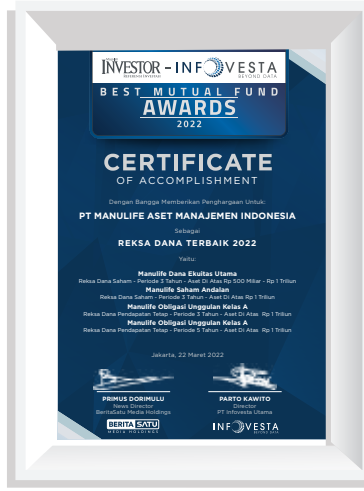 INVESTOR - INFOVESTA
BEYOND DATA
BEST MUTUAL FUND
AWARDS
2022
CERTIFICATE
OF ACCOMPLISHMENT
Dengan Bangga Memberikan Penghargaan Untuk:
PT MANULIFE ASET MANAJEMEN INDONESIA
Sebagai
REKSA DANA TERBAIK 2022
Yaitu:
Manulife Dana Ekuitas Utama
Reksa Dana Saham - Periode 3 Tahun - Aset Di Atas Rp 500 Miliar - Rp 1 Triliun
Manulife Saham Andalan
Reksa Dana Saham - Periode 3 Tahun - Aset Di Atas Rp 1 Triliun
Manulife Obligasi Unggulan Kelas A
Reksa Dana Pendapatan Tetap - Periode 3 Tahun - Aset Di Atas Rp 1 Triliun
Manulife Obligasi Unggulan Kelas A
Reksa Dana Pendapatan Tetap - Periode 5 Tahun - Aset Di Atas Rp 1 Triliun
Jakarta, 22 Maret 2022
PRIMUS DORIMULU PARTO KAWITO
News Director Director
BeritaSatu Media Holdings PT Infovesta Utama
BERITA SATU INFOVESTA
MEDIA HOLDINGS BEYOND DATA